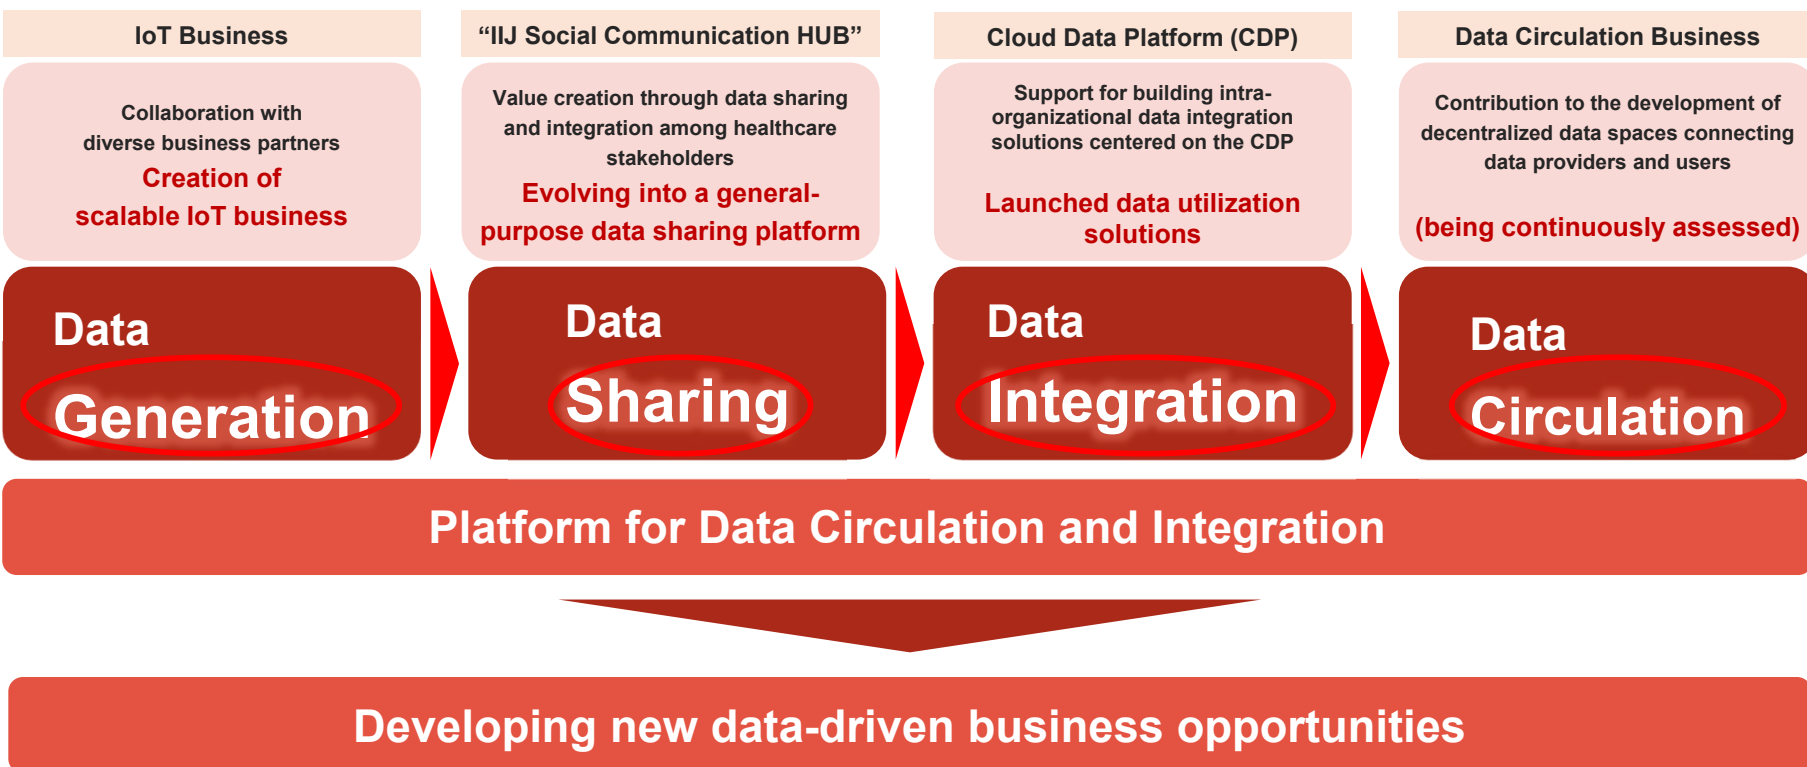 IoT Business
Collaboration with
diverse business partners
Creation of
scalable IoT business
Data
Generation
“IIJ Social Communication HUB”
Value creation through data sharing
and integration among healthcare
stakeholders
Evolving into a general-
purpose data sharing platform
Data
Sharing
Cloud Data Platform (CDP)
Support for building intra-
organizational data integration
solutions centered on the CDP
Launched data utilization
solutions
Data
Integration
Data Circulation Business
Contribution to the development of
decentralized data spaces connecting
data providers and users
(being continuously assessed)
Data
Circulation
Platform for Data Circulation and Integration
Developing new data-driven business opportunities